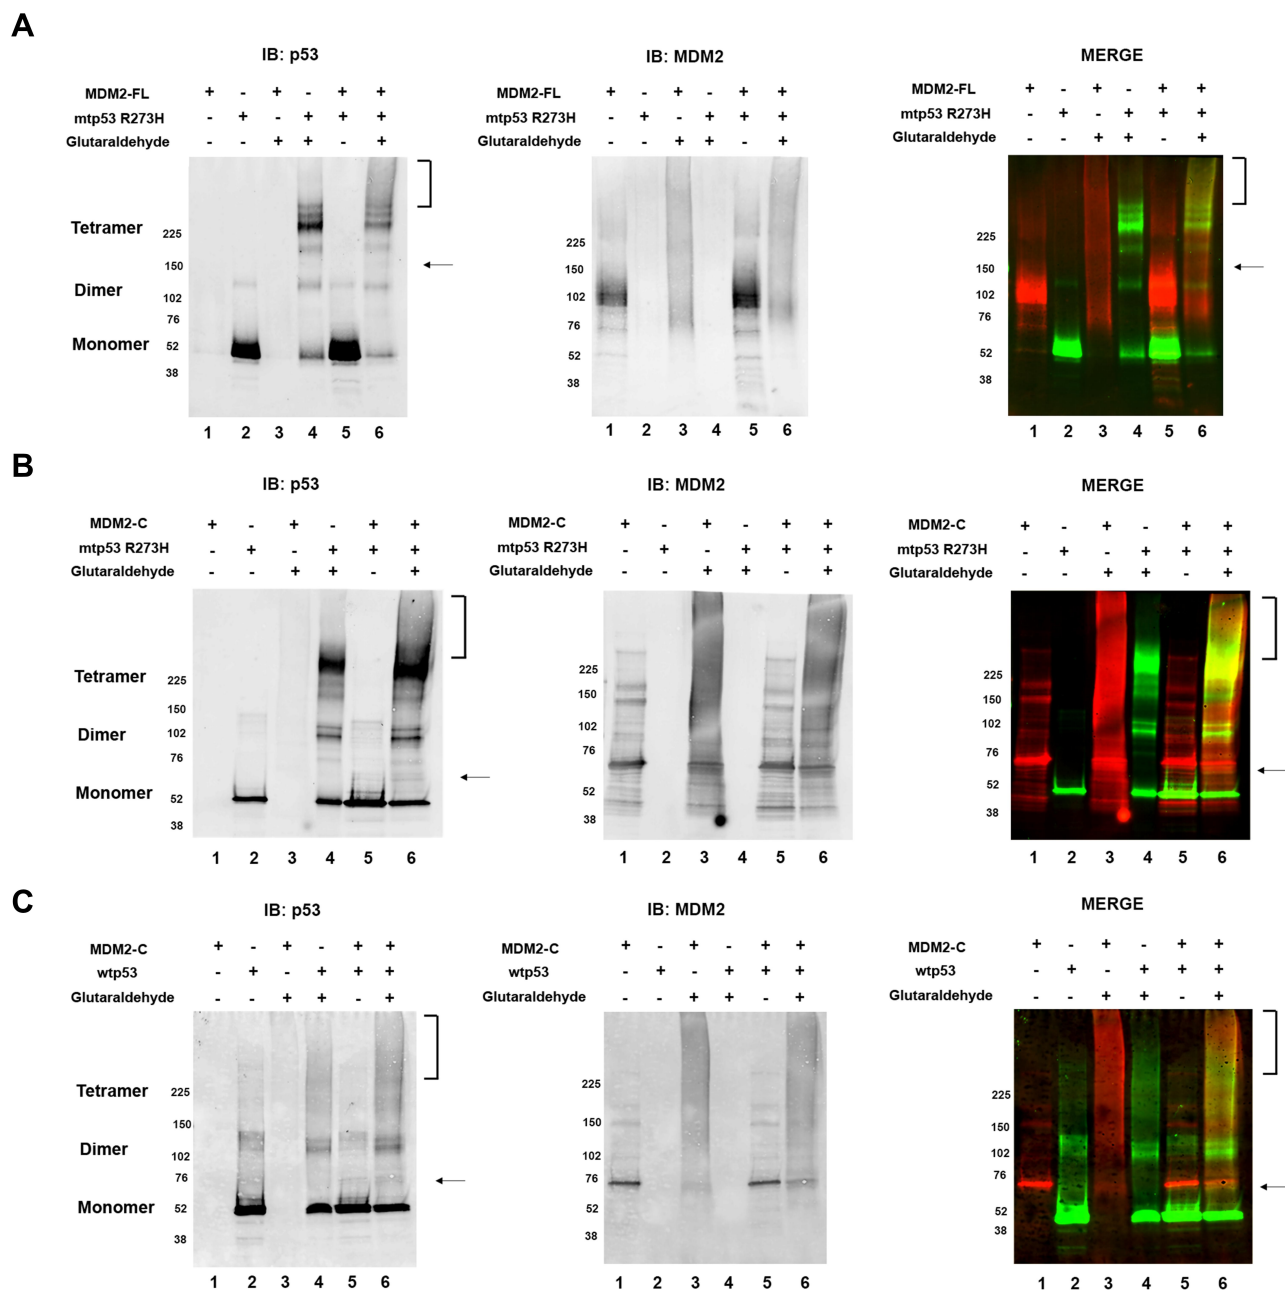 A
IB: p53
MDM2-FL + - + - + +
mtp53 R273H - + - + + +
Glutaraldehyde - - + + - +
Tetramer
225
150
Dimer
102
76
Monomer
52
38
1 2 3 4 5 6
IB: MDM2
MDM2-FL + - + - + +
mtp53 R273H - + - + + +
Glutaraldehyde - - + + - +
225
150
102
76
52
38
1 2 3 4 5 6
MERGE
MDM2-FL + - + - + +
mtp53 R273H - + - + + +
Glutaraldehyde - - + + - +
225
150
102
76
52
38
1 2 3 4 5 6
B
IB: p53
MDM2-C + - + - + +
mtp53 R273H - + - + + +
Glutaraldehyde - - + + - +
Tetramer
225
150
Dimer
102
76
Monomer
52
38
1 2 3 4 5 6
IB: MDM2
MDM2-C + - + - + +
mtp53 R273H - + - + + +
Glutaraldehyde - - + + - +
225
150
102
76
52
38
1 2 3 4 5 6
MERGE
MDM2-C + - + - + +
mtp53 R273H - + - + + +
Glutaraldehyde - - + + - +
225
150
102
76
52
38
1 2 3 4 5 6
C
IB: p53
MDM2-C + - + - + +
wtp53 - + - + + +
Glutaraldehyde - - + + - +
Tetramer
225
150
Dimer
102
76
Monomer
52
38
1 2 3 4 5 6
IB: MDM2
MDM2-C + - + - + +
wtp53 - + - + + +
Glutaraldehyde - - + + - +
225
150
102
76
52
38
1 2 3 4 5 6
MERGE
MDM2-C + - + - + +
wtp53 - + - + + +
Glutaraldehyde - - + + - +
225
150
102
76
52
38
1 2 3 4 5 6